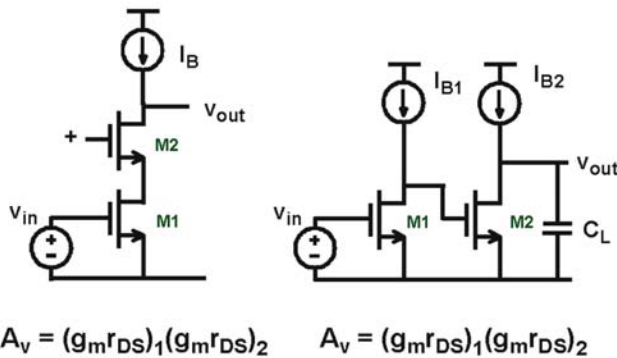 I_B
v_out
+
M2
v_in
M1
+
-
A_v = (g_m r_DS)_1 (g_m r_DS)_2
I_B1
I_B2
v_out
v_in
M1
M2
C_L
+
-
A_v = (g_m r_DS)_1 (g_m r_DS)_2